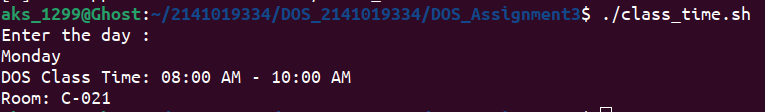 aks_1299@Ghost:~/2141019334/DOS_2141019334/DOS_Assignment3$ ./class_time.sh
Enter the day :
Monday
DOS Class Time: 08:00 AM - 10:00 AM
Room: C-021